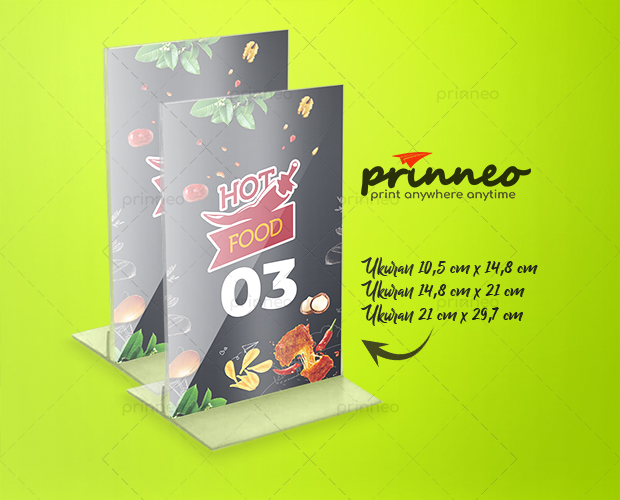 HOT
FOOD
03
prinneo
print anywhere anytime
Ukuran 10,5 cm x 14,8 cm
Ukuran 14,8 cm x 21 cm
Ukuran 21 cm x 29,7 cm